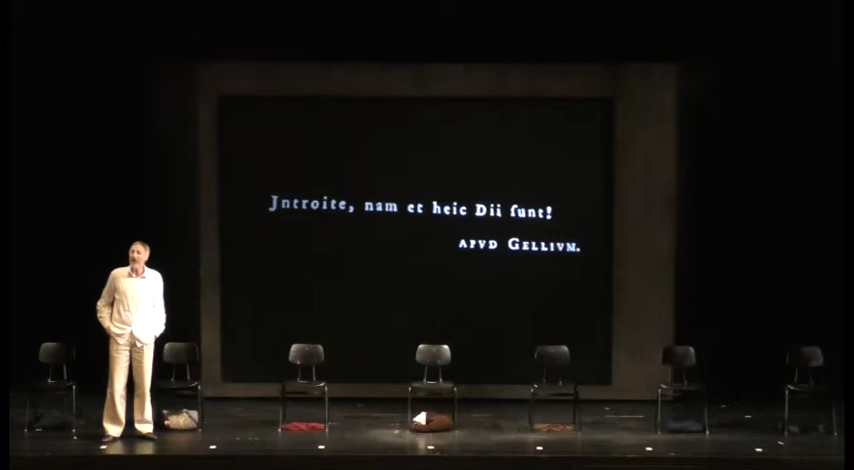 Jntroite, nam et heic Dii ſunt!
APVD GELLIVM.